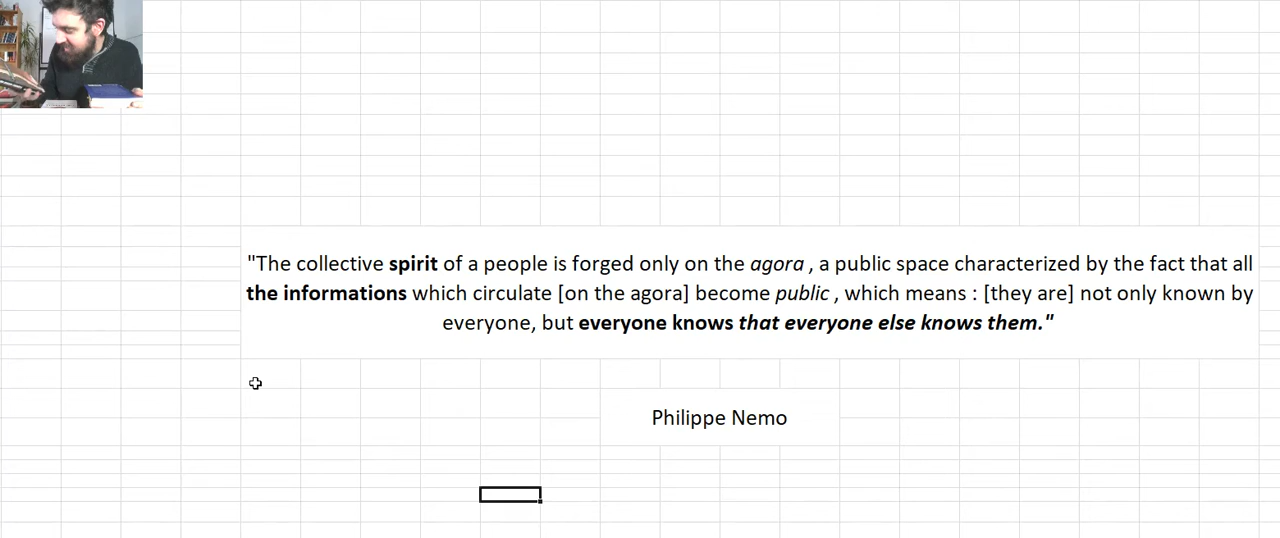 "The collective spirit of a people is forged only on the agora , a public space characterized by the fact that all
the informations which circulate [on the agora] become public , which means : [they are] not only known by
everyone, but everyone knows that everyone else knows them."
Philippe Nemo